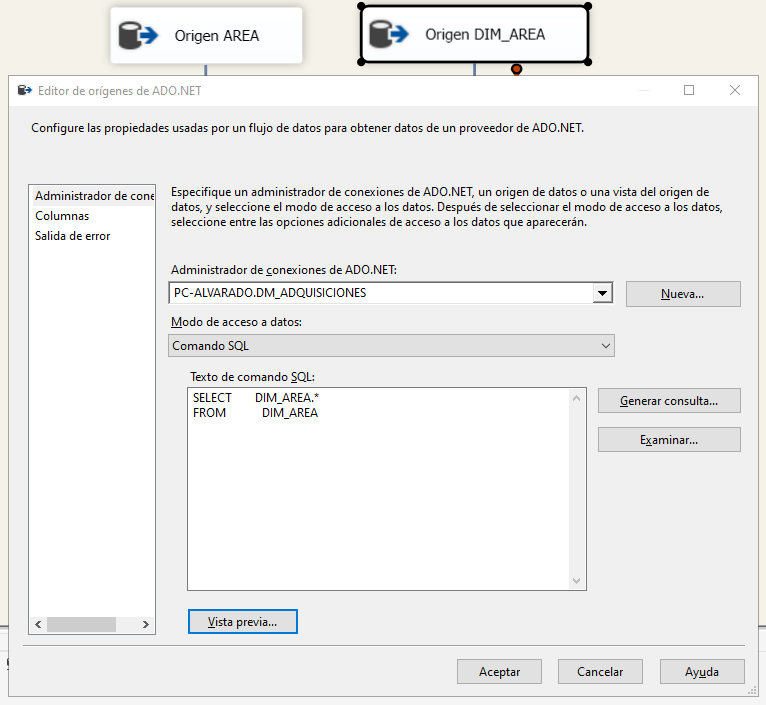 Origen AREA
Origen DIM_AREA
Editor de orígenes de ADO.NET
Configure las propiedades usadas por un flujo de datos para obtener datos de un proveedor de ADO.NET.
Administrador de cone
Columnas
Salida de error
Especifique un administrador de conexiones de ADO.NET, un origen de datos o una vista del origen de
datos, y seleccione el modo de acceso a los datos. Después de seleccionar el modo de acceso a los datos,
seleccione entre las opciones adicionales de acceso a los datos que aparecerán.
Administrador de conexiones de ADO.NET:
PC-ALVARADO.DM_ADQUISICIONES
Nueva...
Modo de acceso a datos:
Comando SQL
Texto de comando SQL:
SELECT DIM_AREA.*
FROM DIM_AREA
Generar consulta...
Examinar...
Vista previa...
Aceptar
Cancelar
Ayuda